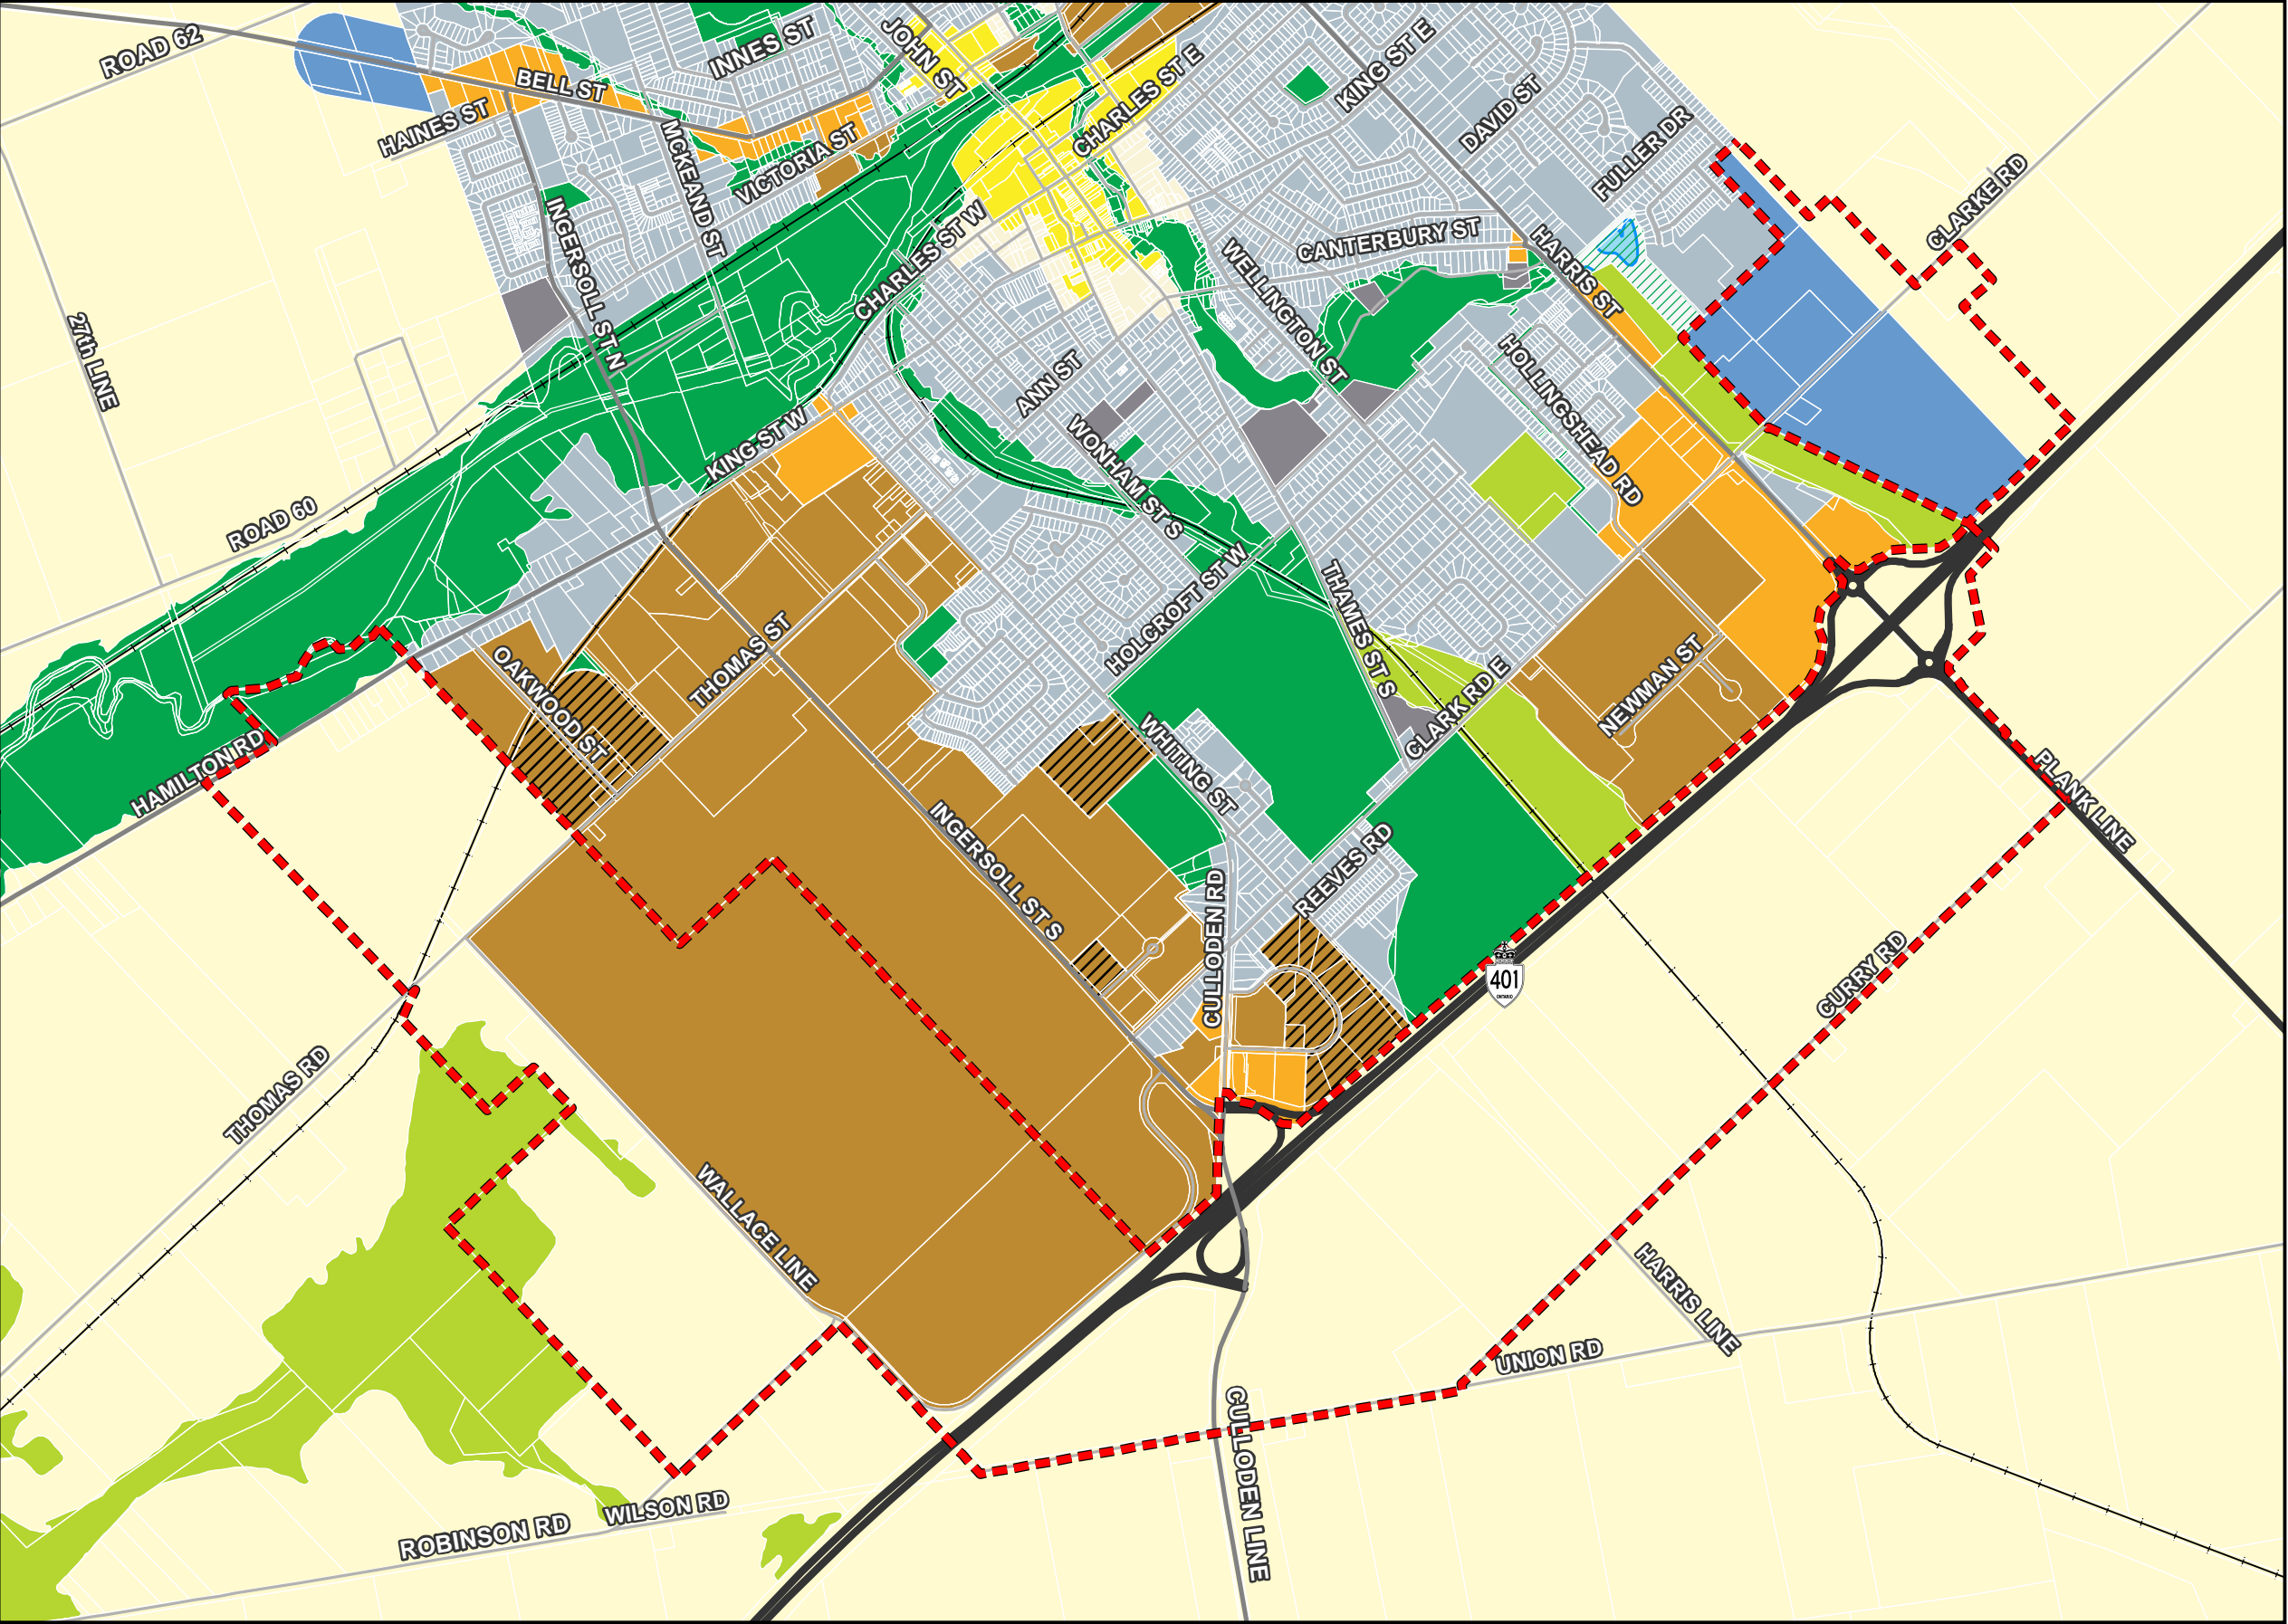 ROAD 62
INNES ST
JOHN ST
KING ST E
BELL ST
CHARLES ST E
DAVID ST
HAINES ST
MCKEAND ST
VICTORIA ST
FULLER DR
CLARKE RD
INGERSOLL ST N
CHARLES ST W
WELLINGTON ST
CANTERBURY ST
HARRIS ST
27th LINE
ANN ST
HOLLINGSHEAD RD
KING ST W
WONHAM ST S
ROAD 60
HOLCROFT ST W
THAMES ST S
OAKWOOD ST
THOMAS ST
CLARK RD E
NEWMAN ST
HAMILTON RD
WHITING ST
PLANK LINE
INGERSOLL ST S
REEVES RD
CULLODEN RD
401
ONTARIO
CURRY RD
THOMAS RD
WALLACE LINE
HARRIS LINE
UNION RD
CULLODEN LINE
WILSON RD
ROBINSON RD